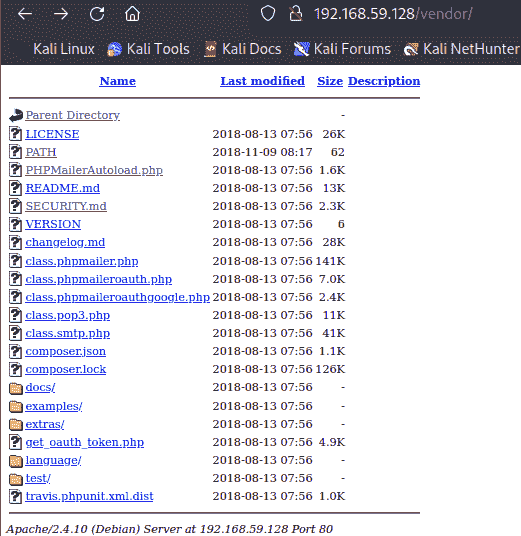 192.168.59.128/vendor/
Kali Linux Kali Tools Kali Docs Kali Forums Kali NetHunter
Name Last modified Size Description
Parent Directory -
LICENSE 2018-08-13 07:56 26K
PATH 2018-11-09 08:17 62
PHPMailerAutoload.php 2018-08-13 07:56 1.6K
README.md 2018-08-13 07:56 13K
SECURITY.md 2018-08-13 07:56 2.3K
VERSION 2018-08-13 07:56 6
changelog.md 2018-08-13 07:56 28K
class.phpmailer.php 2018-08-13 07:56 141K
class.phpmaileroauth.php 2018-08-13 07:56 7.0K
class.phpmaileroauthgoogle.php 2018-08-13 07:56 2.4K
class.pop3.php 2018-08-13 07:56 11K
class.smtp.php 2018-08-13 07:56 41K
composer.json 2018-08-13 07:56 1.1K
composer.lock 2018-08-13 07:56 126K
docs/ 2018-08-13 07:56 -
examples/ 2018-08-13 07:56 -
extras/ 2018-08-13 07:56 -
get_oauth_token.php 2018-08-13 07:56 4.9K
language/ 2018-08-13 07:56 -
test/ 2018-08-13 07:56 -
travis.phpunit.xml.dist 2018-08-13 07:56 1.0K
Apache/2.4.10 (Debian) Server at 192.168.59.128 Port 80